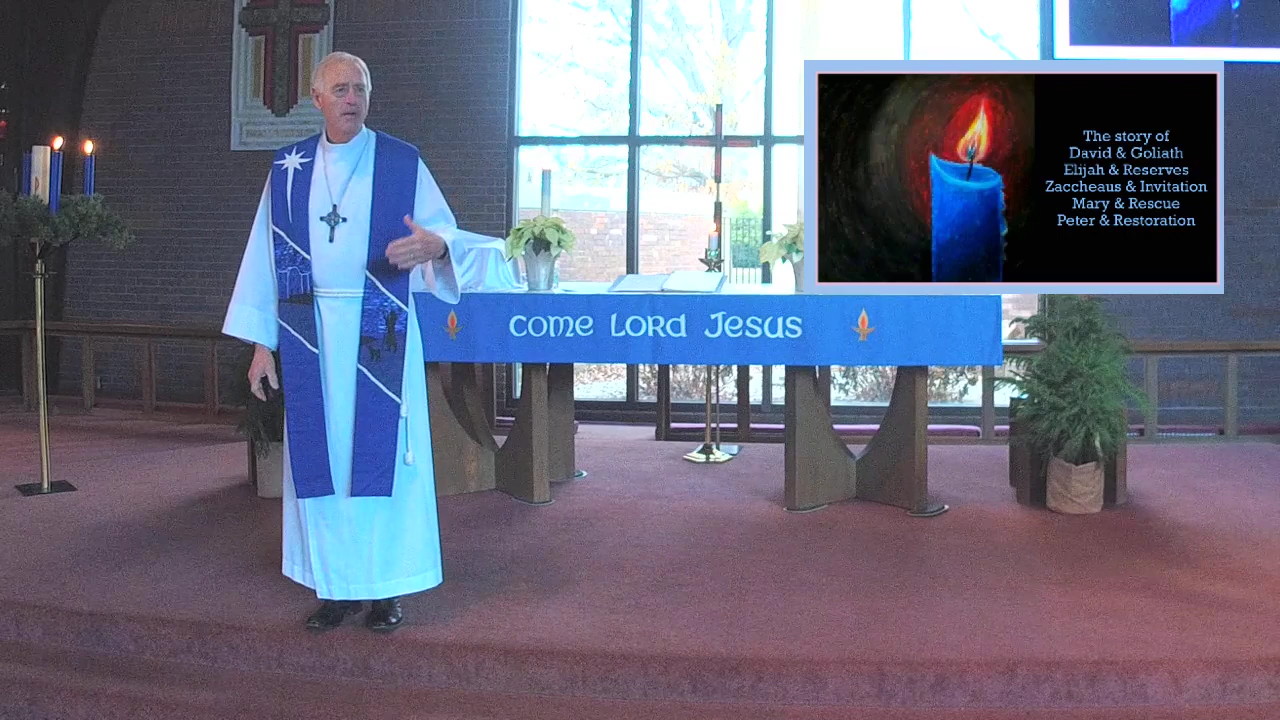 The story of
David & Goliath
Elijah & Reserves
Zaccheaus & Invitation
Mary & Rescue
Peter & Restoration
Come Lord Jesus